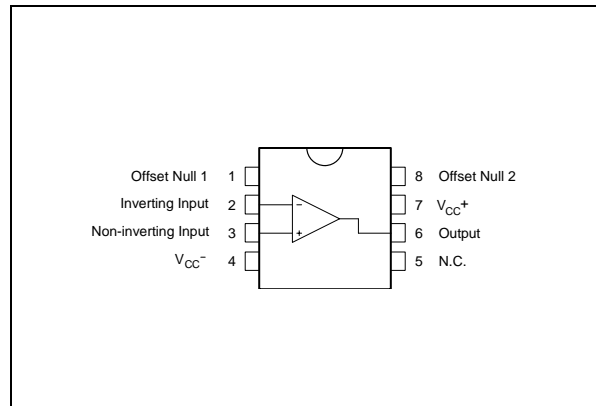 Offset Null 1 1
Inverting Input 2
Non-inverting Input 3
VCC- 4
8 Offset Null 2
7 VCC+
6 Output
5 N.C.
−
+